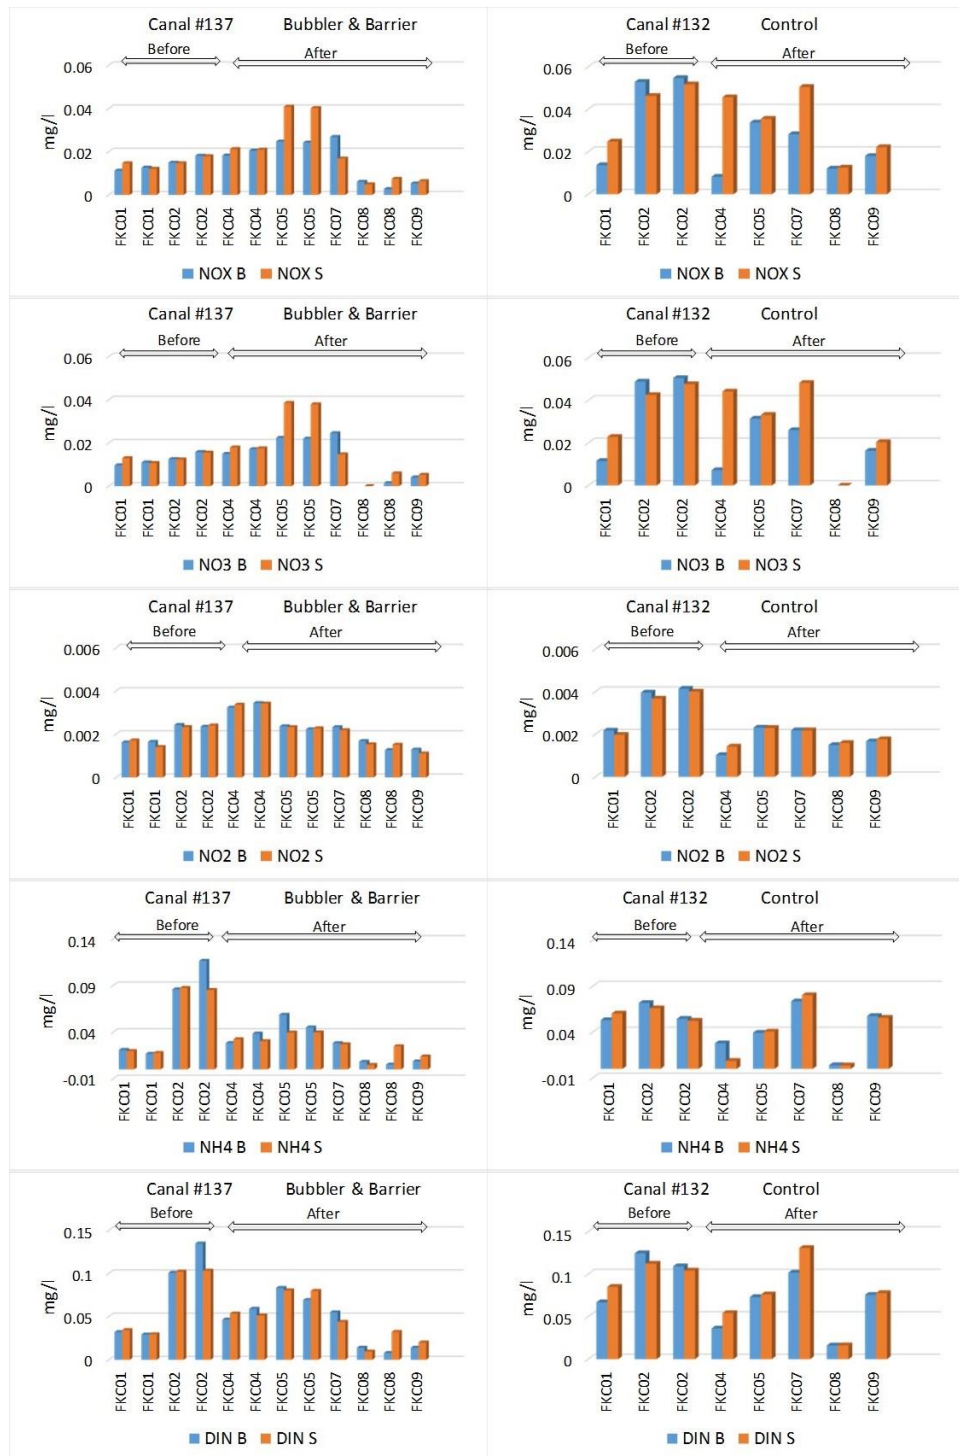 Canal #137 Bubbler & Barrier
Before After
0.06
0.04
0.02
0
mg/l
FKC01 FKC01 FKC02 FKC02 FKC04 FKC04 FKC05 FKC05 FKC07 FKC08 FKC08 FKC09
NOX B NOX S
Canal #132 Control
Before After
0.06
0.04
0.02
0
mg/l
FKC01 FKC02 FKC02 FKC04 FKC05 FKC07 FKC08 FKC09
NOX B NOX S
Canal #137 Bubbler & Barrier
Before After
0.06
0.04
0.02
0
mg/l
FKC01 FKC01 FKC02 FKC02 FKC04 FKC04 FKC05 FKC05 FKC07 FKC08 FKC08 FKC09
NO3 B NO3 S
Canal #132 Control
Before After
0.06
0.04
0.02
0
mg/l
FKC01 FKC02 FKC02 FKC04 FKC05 FKC07 FKC08 FKC09
NO3 B NO3 S
Canal #137 Bubbler & Barrier
Before After
0.006
0.004
0.002
0
mg/l
FKC01 FKC01 FKC02 FKC02 FKC04 FKC04 FKC05 FKC05 FKC07 FKC08 FKC08 FKC09
NO2 B NO2 S
Canal #132 Control
Before After
0.006
0.004
0.002
0
mg/l
FKC01 FKC02 FKC02 FKC04 FKC05 FKC07 FKC08 FKC09
NO2 B NO2 S
Canal #137 Bubbler & Barrier
Before After
0.14
0.09
0.04
-0.01
mg/l
FKC01 FKC01 FKC02 FKC02 FKC04 FKC04 FKC05 FKC05 FKC07 FKC08 FKC08 FKC09
NH4 B NH4 S
Canal #132 Control
Before After
0.14
0.09
0.04
-0.01
mg/l
FKC01 FKC02 FKC02 FKC04 FKC05 FKC07 FKC08 FKC09
NH4 B NH4 S
Canal #137 Bubbler & Barrier
Before After
0.15
0.1
0.05
0
mg/l
FKC01 FKC01 FKC02 FKC02 FKC04 FKC04 FKC05 FKC05 FKC07 FKC08 FKC08 FKC09
DIN B DIN S
Canal #132 Control
Before After
0.15
0.1
0.05
0
mg/l
FKC01 FKC02 FKC02 FKC04 FKC05 FKC07 FKC08 FKC09
DIN B DIN S